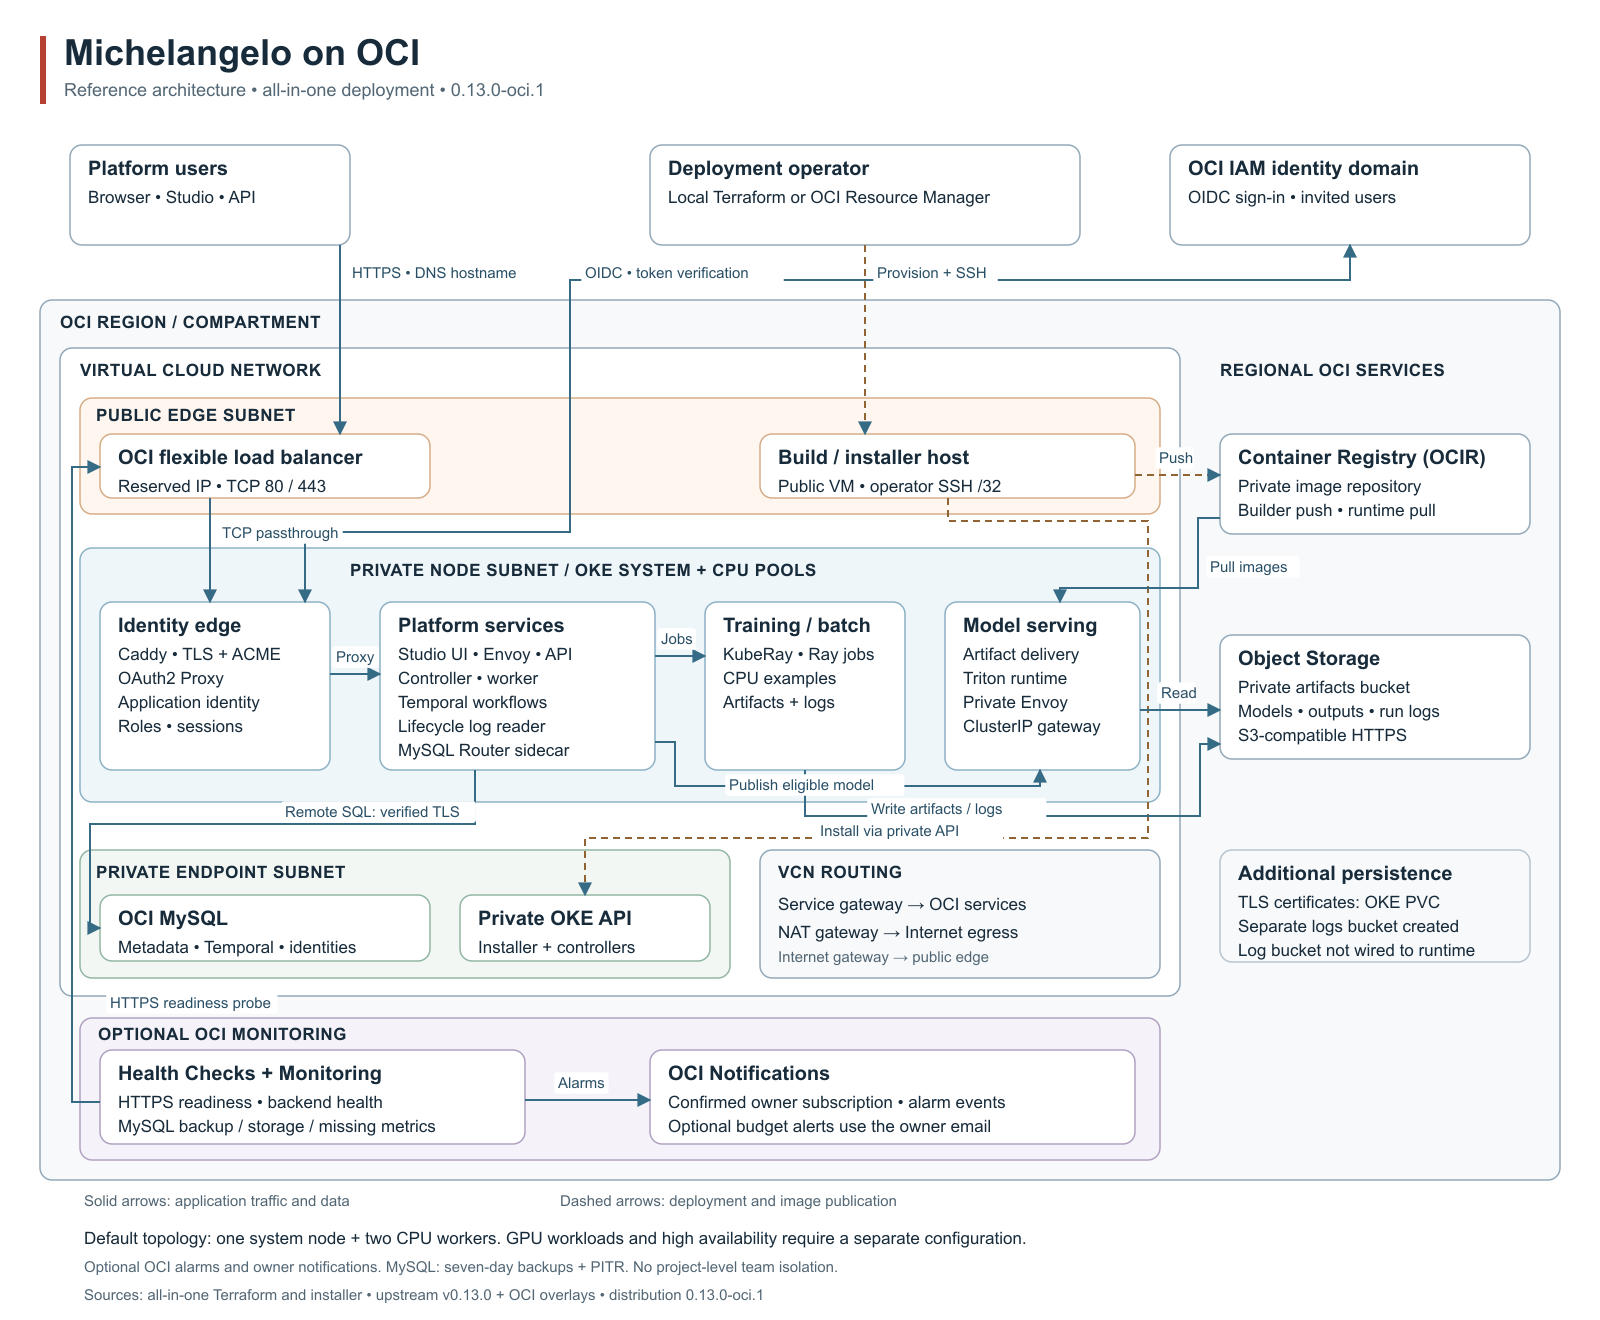 Michelangelo on OCI
Reference architecture • all-in-one deployment • 0.13.0-oci.1
Platform users
Browser • Studio • API
Deployment operator
Local Terraform or OCI Resource Manager
OCI IAM identity domain
OIDC sign-in • invited users
HTTPS • DNS hostname
OIDC • token verification
Provision + SSH
OCI REGION / COMPARTMENT
VIRTUAL CLOUD NETWORK
REGIONAL OCI SERVICES
PUBLIC EDGE SUBNET
OCI flexible load balancer
Reserved IP • TCP 80 / 443
Build / installer host
Public VM • operator SSH /32
Push
Container Registry (OCIR)
Private image repository
Builder push • runtime pull
TCP passthrough
Pull images
PRIVATE NODE SUBNET / OKE SYSTEM + CPU POOLS
Identity edge
Caddy • TLS + ACME
OAuth2 Proxy
Application identity
Roles • sessions
Proxy
Platform services
Studio UI • Envoy • API
Controller • worker
Temporal workflows
Lifecycle log reader
MySQL Router sidecar
Jobs
Training / batch
KubeRay • Ray jobs
CPU examples
Artifacts + logs
Model serving
Artifact delivery
Triton runtime
Private Envoy
ClusterIP gateway
Read
Object Storage
Private artifacts bucket
Models • outputs • run logs
S3-compatible HTTPS
Publish eligible model
Remote SQL: verified TLS
Write artifacts / logs
Install via private API
PRIVATE ENDPOINT SUBNET
OCI MySQL
Metadata • Temporal • identities
Private OKE API
Installer + controllers
VCN ROUTING
Service gateway → OCI services
NAT gateway → Internet egress
Internet gateway → public edge
Additional persistence
TLS certificates: OKE PVC
Separate logs bucket created
Log bucket not wired to runtime
HTTPS readiness probe
OPTIONAL OCI MONITORING
Health Checks + Monitoring
HTTPS readiness • backend health
MySQL backup / storage / missing metrics
Alarms
OCI Notifications
Confirmed owner subscription • alarm events
Optional budget alerts use the owner email
Solid arrows: application traffic and data
Dashed arrows: deployment and image publication
Default topology: one system node + two CPU workers. GPU workloads and high availability require a separate configuration.
Optional OCI alarms and owner notifications. MySQL: seven-day backups + PITR. No project-level team isolation.
Sources: all-in-one Terraform and installer • upstream v0.13.0 + OCI overlays • distribution 0.13.0-oci.1